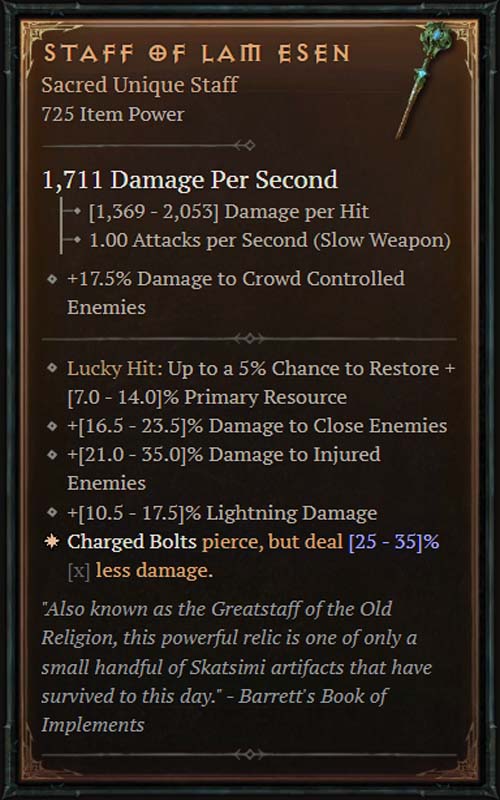 STAFF OF LAM ESEN
Sacred Unique Staff
725 Item Power
1,711 Damage Per Second
[1,369 - 2,053] Damage per Hit
1.00 Attacks per Second (Slow Weapon)
+17.5% Damage to Crowd Controlled
Enemies
Lucky Hit: Up to a 5% Chance to Restore +
[7.0 - 14.0]% Primary Resource
+[16.5 - 23.5]% Damage to Close Enemies
+[21.0 - 35.0]% Damage to Injured
Enemies
+[10.5 - 17.5]% Lightning Damage
Charged Bolts pierce, but deal [25 - 35]%
[x] less damage.
"Also known as the Greatstaff of the Old
Religion, this powerful relic is one of only a
small handful of Skatsimi artifacts that have
survived to this day." - Barrett's Book of
Implements